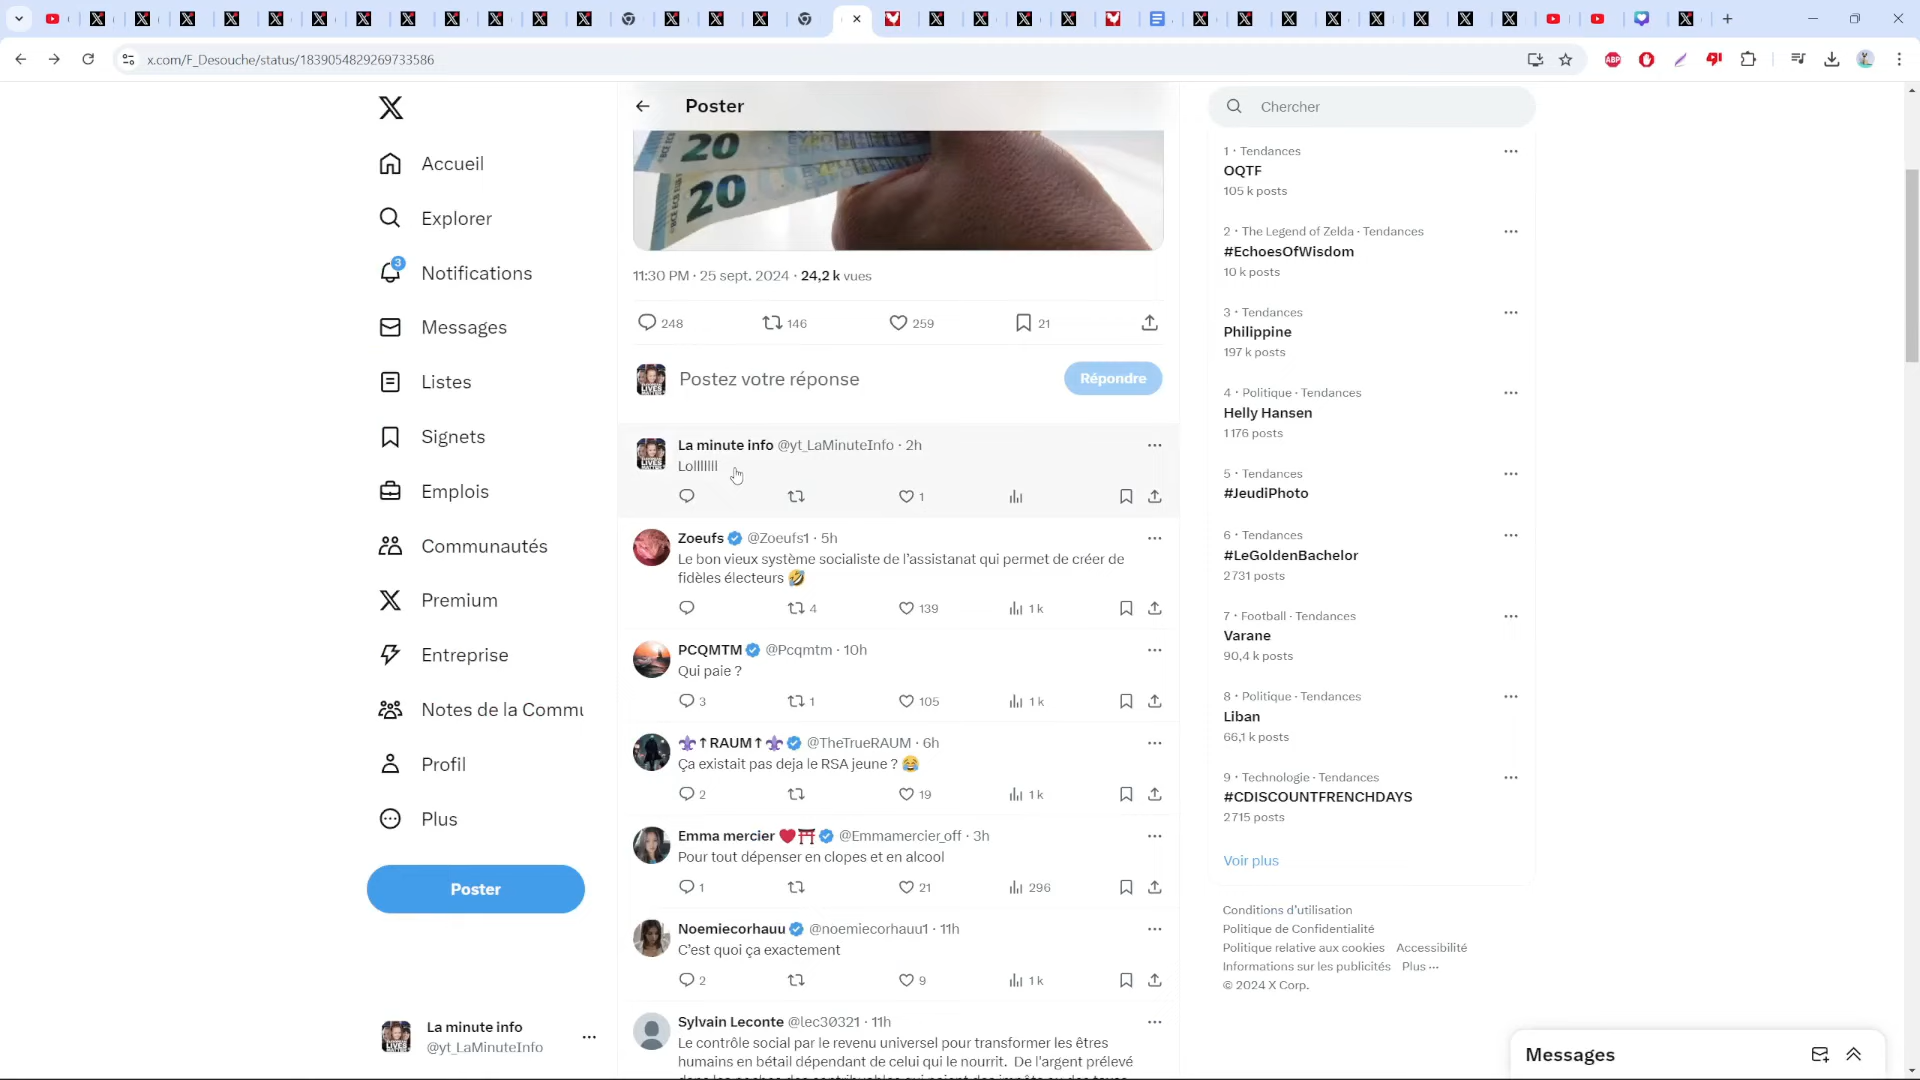 x.com/F_Desouche/status/1839054829269733586
ABP
Poster
Chercher
20
20
Accueil
Explorer
3
Notifications
Messages
Listes
Signets
Emplois
Communautés
Premium
Entreprise
Notes de la Commu
Profil
Plus
Poster
La minute info
@yt_LaMinuteInfo
11:30 PM · 25 sept. 2024 · 24,2 k vues
248
146
259
21
Postez votre réponse
Répondre
La minute info @yt_LaMinuteInfo · 2h
1
Zoeufs @Zoeufs1 · 5h
Le bon vieux système socialiste de l’assistanat qui permet de créer de
fidèles électeurs 🤣
4
139
1 k
PCQMTM @Pcqmtm · 10h
Qui paie ?
3
1
105
1 k
⚜️↑RAUM↑⚜️ @TheTrueRAUM · 6h
Ça existait pas deja le RSA jeune ? 😂
2
19
1 k
Emma mercier ❤️⛩️ @Emmamercier_off · 3h
Pour tout dépenser en clopes et en alcool
1
21
296
Noemiecorhauu @noemiecorhauu1 · 11h
C’est quoi ça exactement
2
9
1 k
Sylvain Leconte @lec30321 · 11h
Le contrôle social par le revenu universel pour transformer les êtres
humains en bétail dépendant de celui qui le nourrit. De l'argent prélevé
1 · Tendances
OQTF
105 k posts
2 · The Legend of Zelda · Tendances
#EchoesOfWisdom
10 k posts
3 · Tendances
Philippine
197 k posts
4 · Politique · Tendances
Helly Hansen
1 176 posts
5 · Tendances
#JeudiPhoto
6 · Tendances
#LeGoldenBachelor
2 731 posts
7 · Football · Tendances
Varane
90,4 k posts
8 · Politique · Tendances
Liban
66,1 k posts
9 · Technologie · Tendances
#CDISCOUNTFRENCHDAYS
2 715 posts
Voir plus
Conditions d’utilisation
Politique de Confidentialité
Politique relative aux cookies Accessibilité
Informations sur les publicités Plus ···
© 2024 X Corp.
Messages